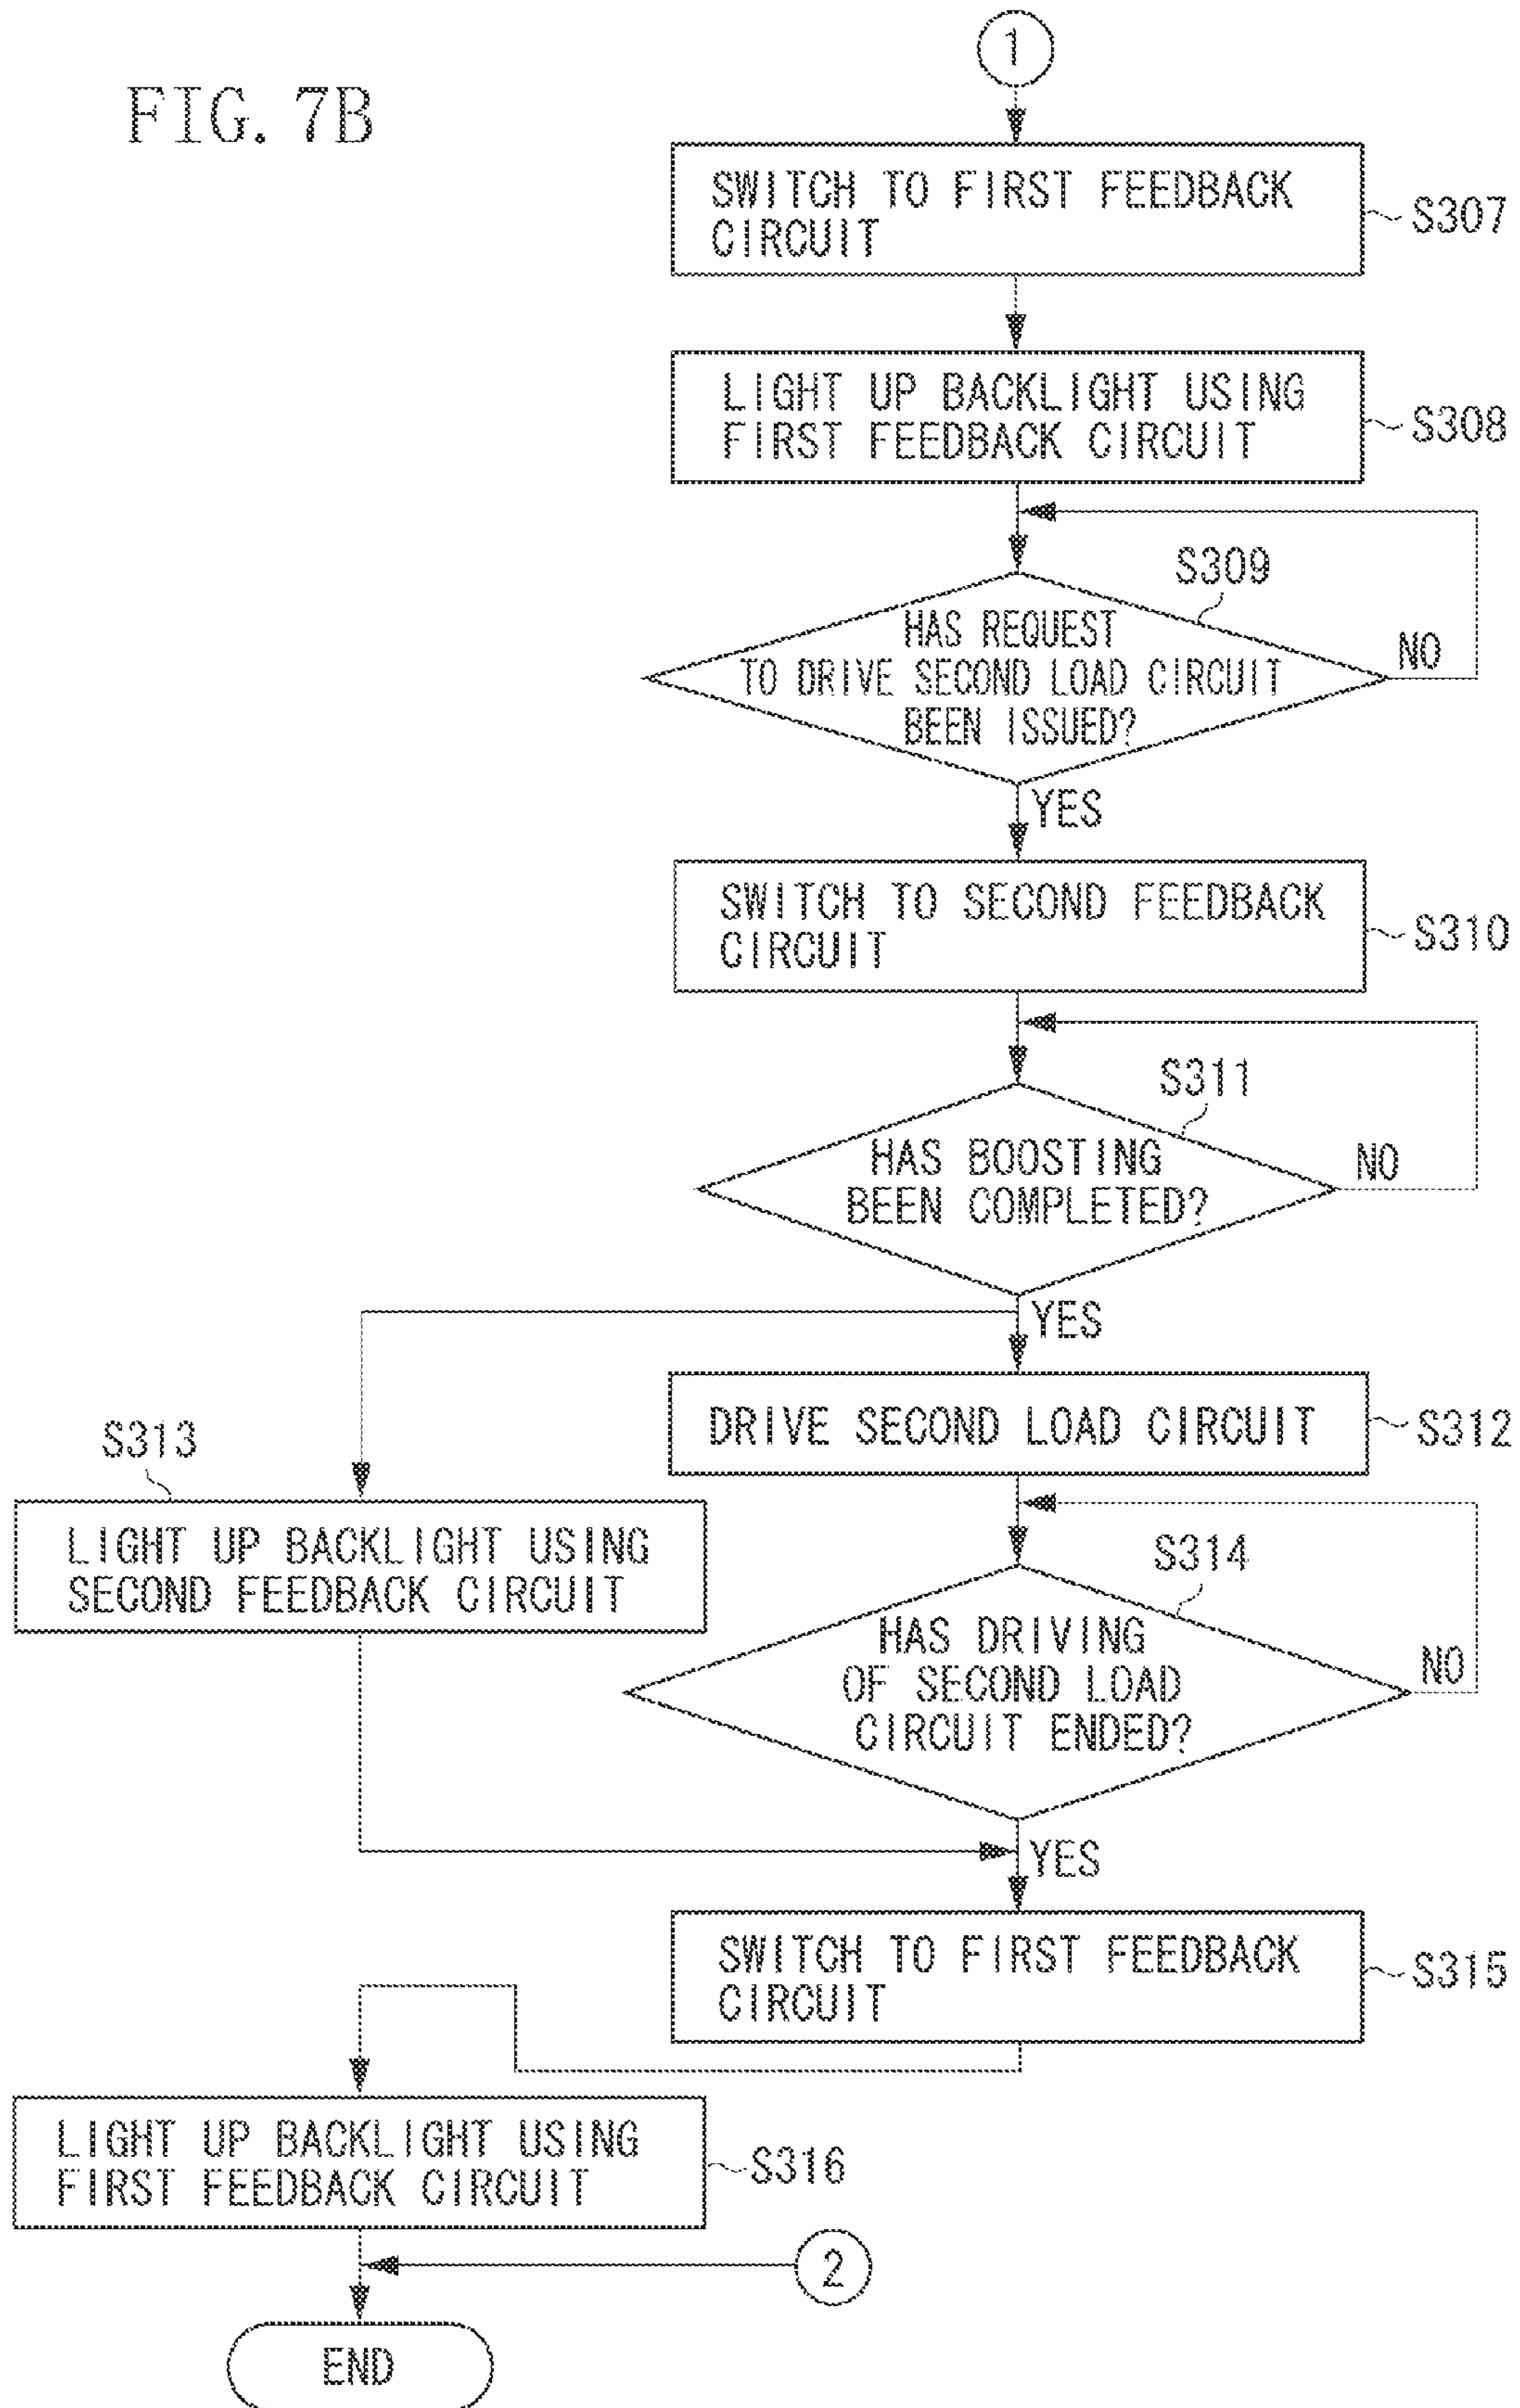 FIG. 7B
1
SWITCH TO FIRST FEEDBACK
CIRCUIT
S307
LIGHT UP BACKLIGHT USING
FIRST FEEDBACK CIRCUIT
S308
S309
HAS REQUEST
TO DRIVE SECOND LOAD CIRCUIT
BEEN ISSUED?
NO
YES
SWITCH TO SECOND FEEDBACK
CIRCUIT
S310
S311
HAS BOOSTING
BEEN COMPLETED?
NO
YES
DRIVE SECOND LOAD CIRCUIT
S312
S313
LIGHT UP BACKLIGHT USING
SECOND FEEDBACK CIRCUIT
S314
HAS DRIVING
OF SECOND LOAD
CIRCUIT ENDED?
NO
YES
SWITCH TO FIRST FEEDBACK
CIRCUIT
S315
LIGHT UP BACKLIGHT USING
FIRST FEEDBACK CIRCUIT
S316
2
END